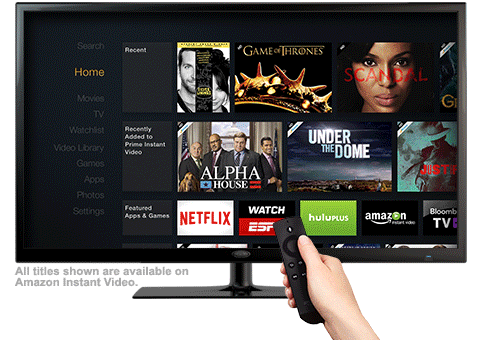 Search
Home
Movies
TV
Watchlist
Video Library
Games
Apps
Photos
Settings
Recent
GAME OF THRONES
SCANDAL
Recently
Added to
Prime Instant
Video
ALPHA
HOUSE
UNDER
THE
DOME
JUSTIFIED
Featured
Apps & Games
NETFLIX
WATCH
ESPN
huluPLUS
amazon
instant video
Bloomb
TV
All titles shown are available on
Amazon Instant Video.